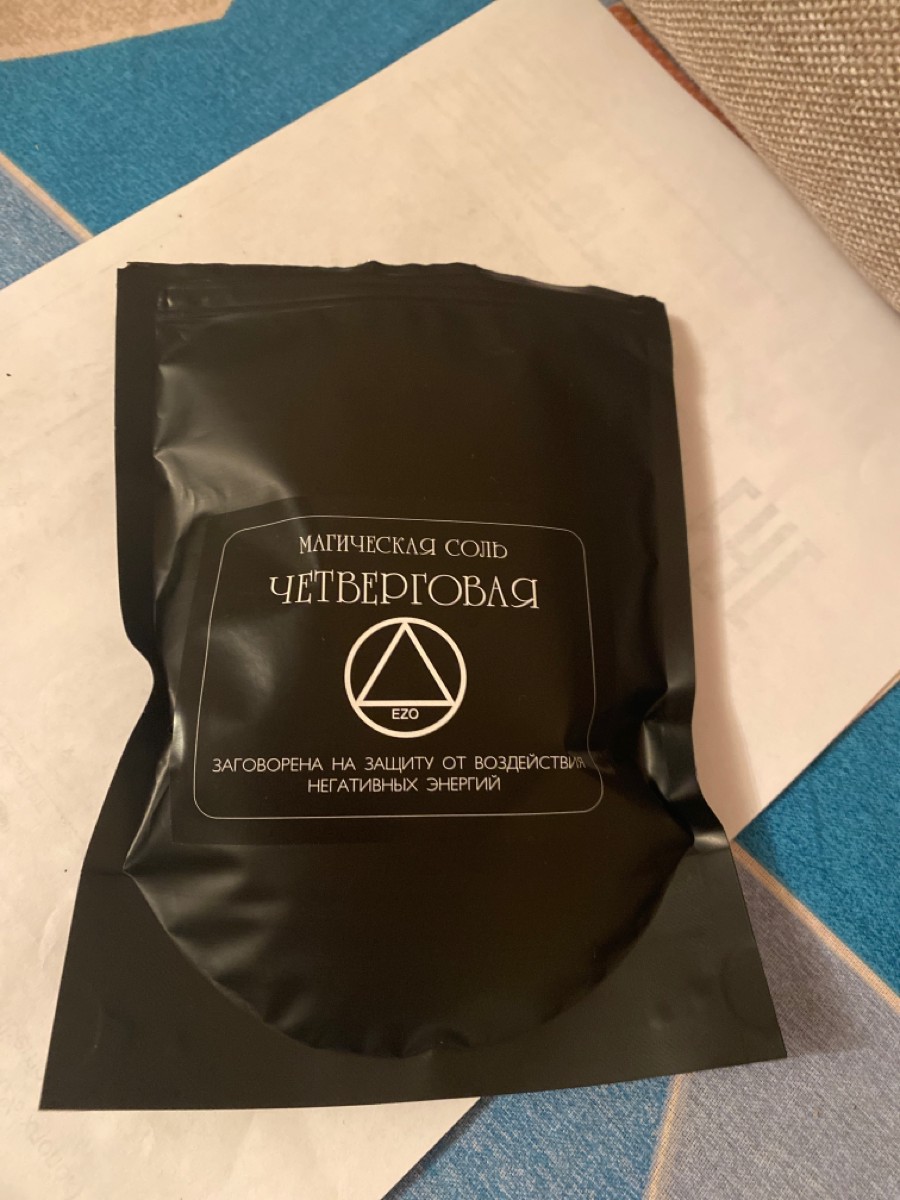 МАГИЧЕСКАЯ СОЛЬ
ЧЕТВЕРГОВАЯ
EZO
ЗАГОВОРЕНА НА ЗАЩИТУ ОТ ВОЗДЕЙСТВИЯ
НЕГАТИВНЫХ ЭНЕРГИЙ